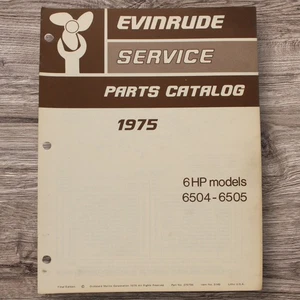 EVINRUDE
SERVICE
PARTS CATALOG
1975
6 HP models
6504-6505